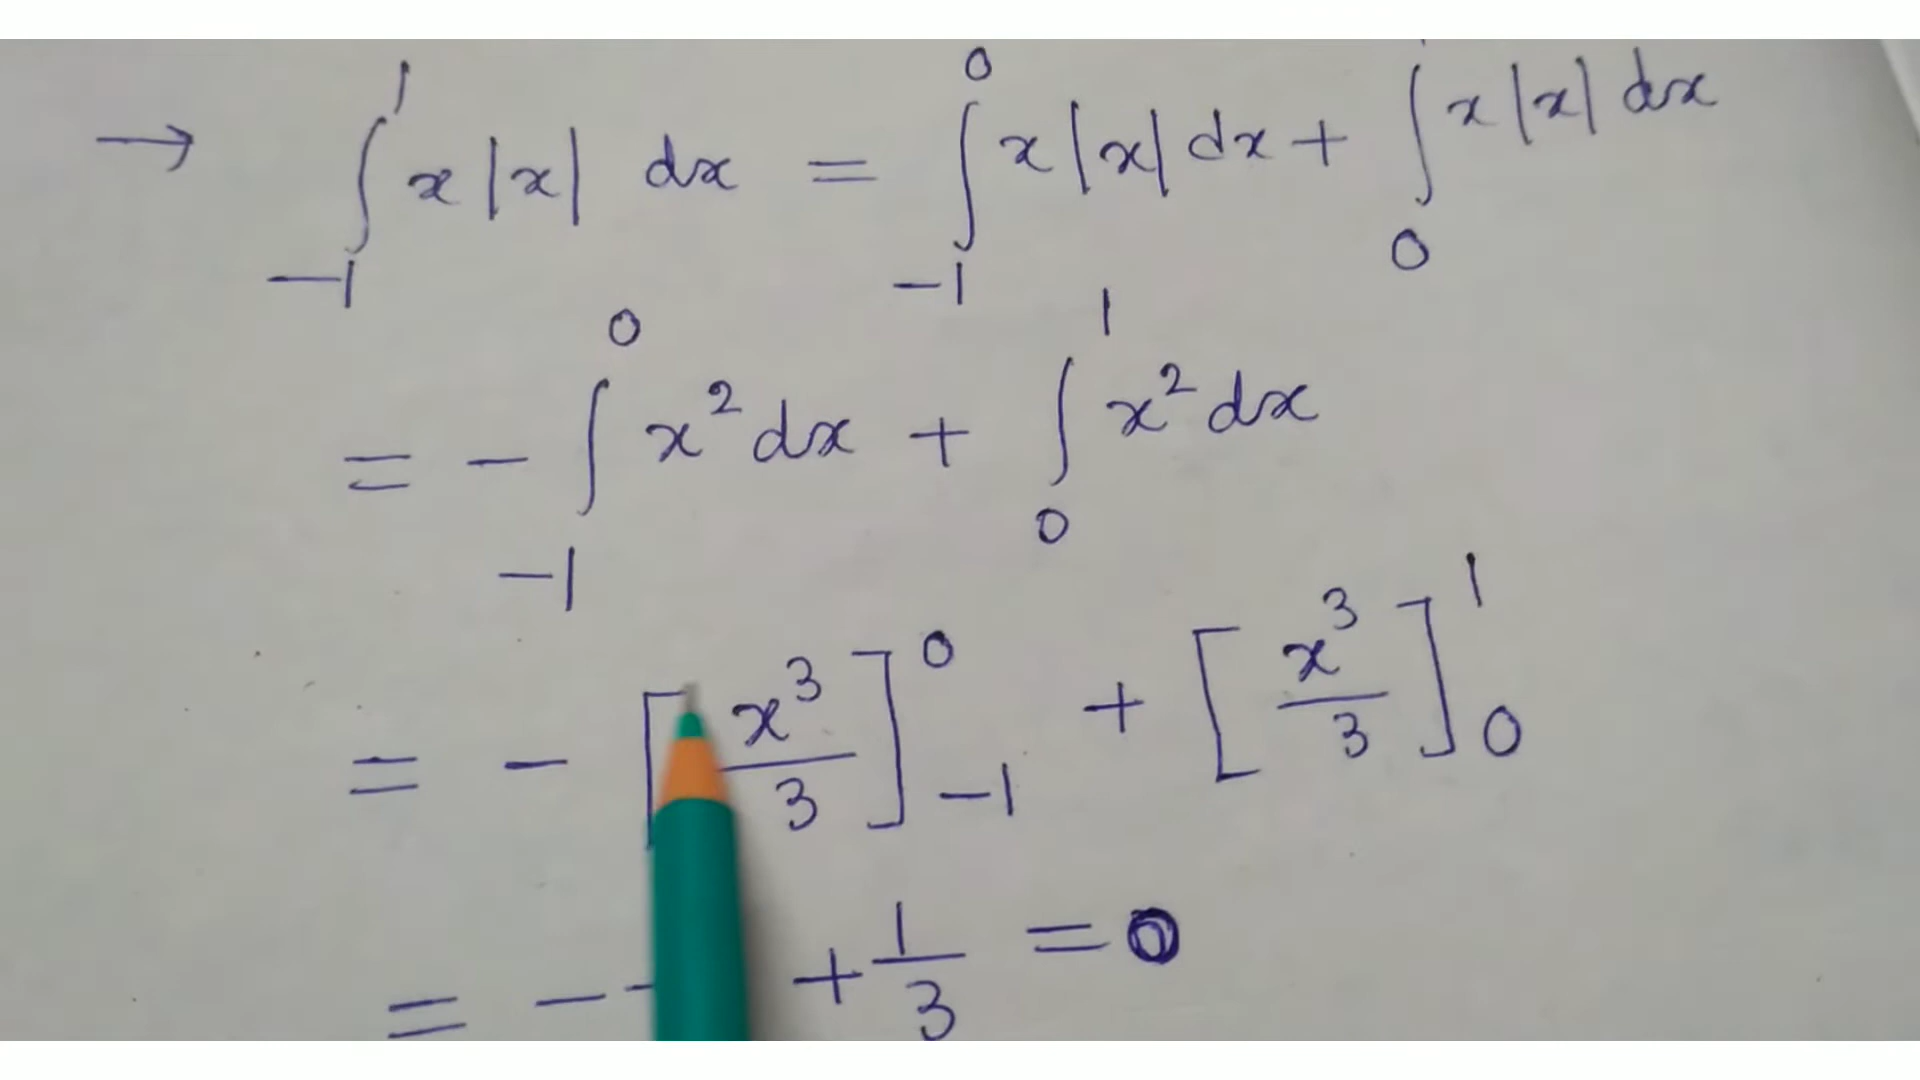 → ∫_{-1}^{1} x|x| dx = ∫_{-1}^{0} x|x| dx + ∫_{0} x|x| dx
= - ∫_{-1}^{0} x² dx + ∫_{0}^{1} x² dx
= - [x³/3]_{-1}^{0} + [x³/3]_{0}^{1}
= - + 1/3 = 0